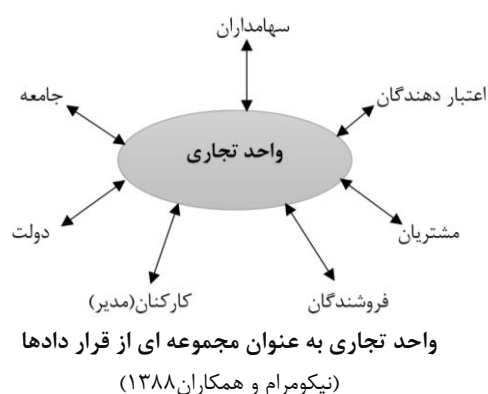 سهامداران
اعتبار دهندگان
جامعه
واحد تجاری
مشتریان
دولت
فروشندگان
کارکنان(مدیر)
واحد تجاری به عنوان مجموعه ای از قرار دادها
(نیکومرام و همکاران۱۳۸۸)